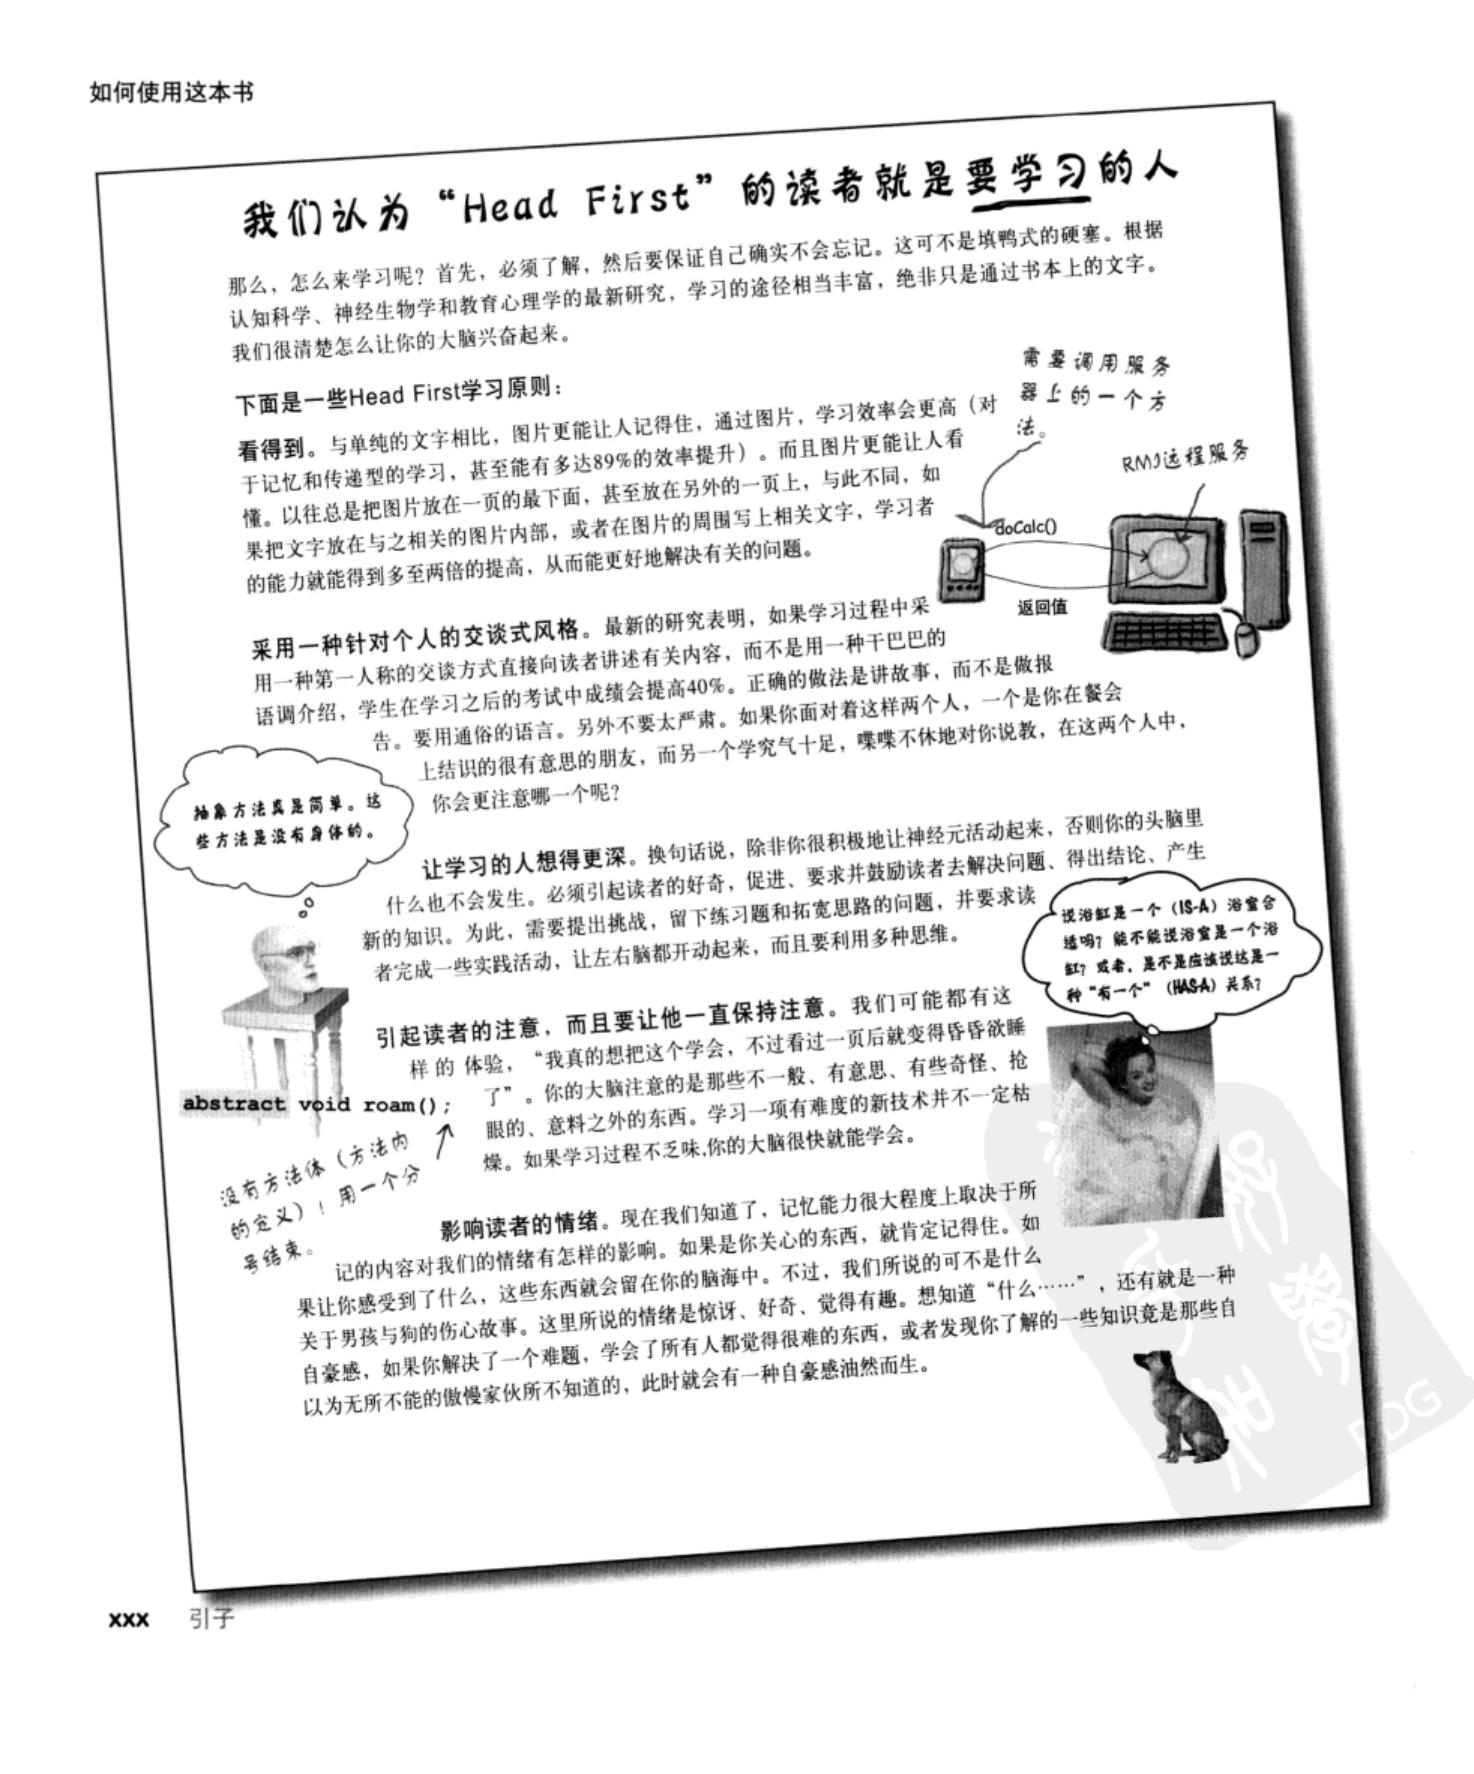 如何使用这本书
我们认为“Head First”的读者就是要学习的人
那么，怎么来学习呢？首先，必须了解，然后要保证自己确实不会忘记。这可不是填鸭式的硬塞。根据
认知科学、神经生物学和教育心理学的最新研究，学习的途径相当丰富，绝非只是通过书本上的文字。
我们很清楚怎么让你的大脑兴奋起来。
下面是一些Head First学习原则：
看得到。与单纯的文字相比，图片更能让人记得住，通过图片，学习效率会更高（对
于记忆和传递型的学习，甚至能有多达89%的效率提升）。而且图片更能让人看
懂。以往总是把图片放在一页的最下面，甚至放在另外的一页上，与此不同，如
果把文字放在与之相关的图片内部，或者在图片的周围写上相关文字，学习者
的能力就能得到多至两倍的提高，从而能更好地解决有关的问题。
需要调用服务
器上的一个方
法。
RMI远程服务
doCalc()
返回值
采用一种针对个人的交谈式风格。最新的研究表明，如果学习过程中采
用一种第一人称的交谈方式直接向读者讲述有关内容，而不是用一种干巴巴的
语调介绍，学生在学习之后的考试中成绩会提高40%。正确的做法是讲故事，而不是做报
告。要用通俗的语言。另外不要太严肃。如果你面对着这样两个人，一个是你在餐会
上结识的很有意思的朋友，而另一个学究气十足，喋喋不休地对你说教，在这两个人中，
你会更注意哪一个呢？
抽象方法真是简单。这
些方法是没有身体的。
让学习的人想得更深。换句话说，除非你很积极地让神经元活动起来，否则你的头脑里
什么也不会发生。必须引起读者的好奇，促进、要求并鼓励读者去解决问题、得出结论、产生
新的知识。为此，需要提出挑战，留下练习题和拓宽思路的问题，并要求读
者完成一些实践活动，让左右脑都开动起来，而且要利用多种思维。
说浴缸是一个（IS-A）浴室合
适吗？能不能说浴室是一个浴
缸？或者，是不是应该说这是一
种“有一个”（HAS-A）关系？
引起读者的注意，而且要让他一直保持注意。我们可能都有这
样的 体验，“我真的想把这个学会，不过看过一页后就变得昏昏欲睡
了”。你的大脑注意的是那些不一般、有意思、有些奇怪、抢
眼的、意料之外的东西。学习一项有难度的新技术并不一定枯
燥。如果学习过程不乏味,你的大脑很快就能学会。
abstract void roam();
没有方法体（方法内
的定义）！用一个分
号结束。
影响读者的情绪。现在我们知道了，记忆能力很大程度上取决于所
记的内容对我们的情绪有怎样的影响。如果是你关心的东西，就肯定记得住。如
果让你感受到了什么，这些东西就会留在你的脑海中。不过，我们所说的可不是什么
关于男孩与狗的伤心故事。这里所说的情绪是惊讶、好奇、觉得有趣。想知道“什么……”，还有就是一种
自豪感，如果你解决了一个难题，学会了所有人都觉得很难的东西，或者发现你了解的一些知识竟是那些自
以为无所不能的傲慢家伙所不知道的，此时就会有一种自豪感油然而生。
PDG
xxx 引子